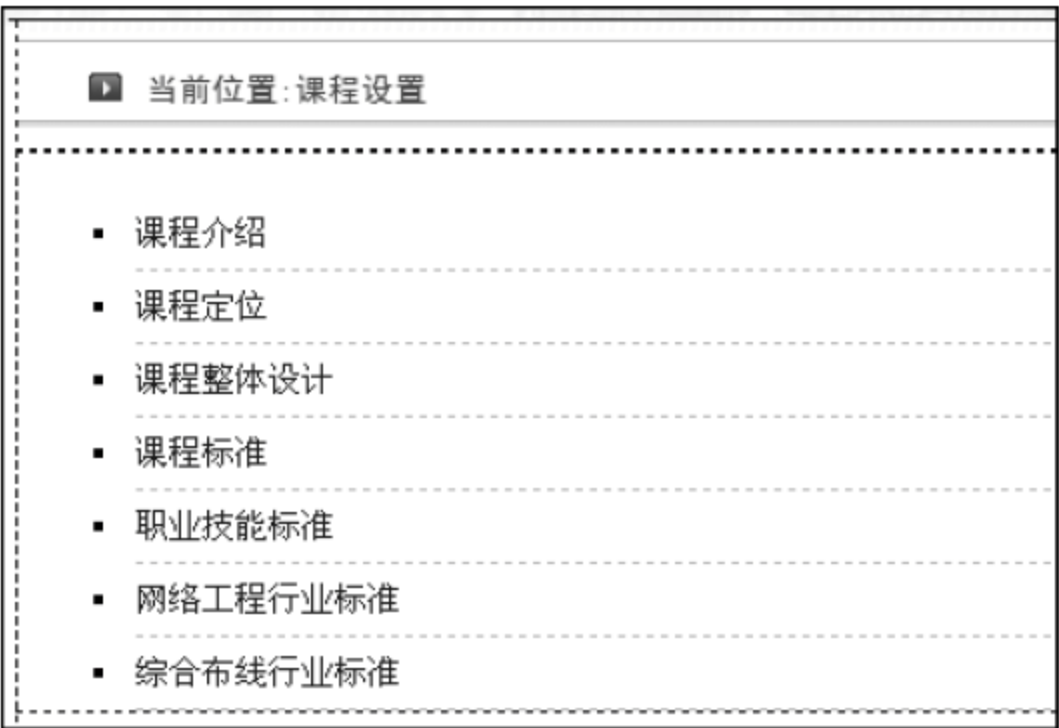 当前位置:课程设置
课程介绍
课程定位
课程整体设计
课程标准
职业技能标准
网络工程行业标准
综合布线行业标准